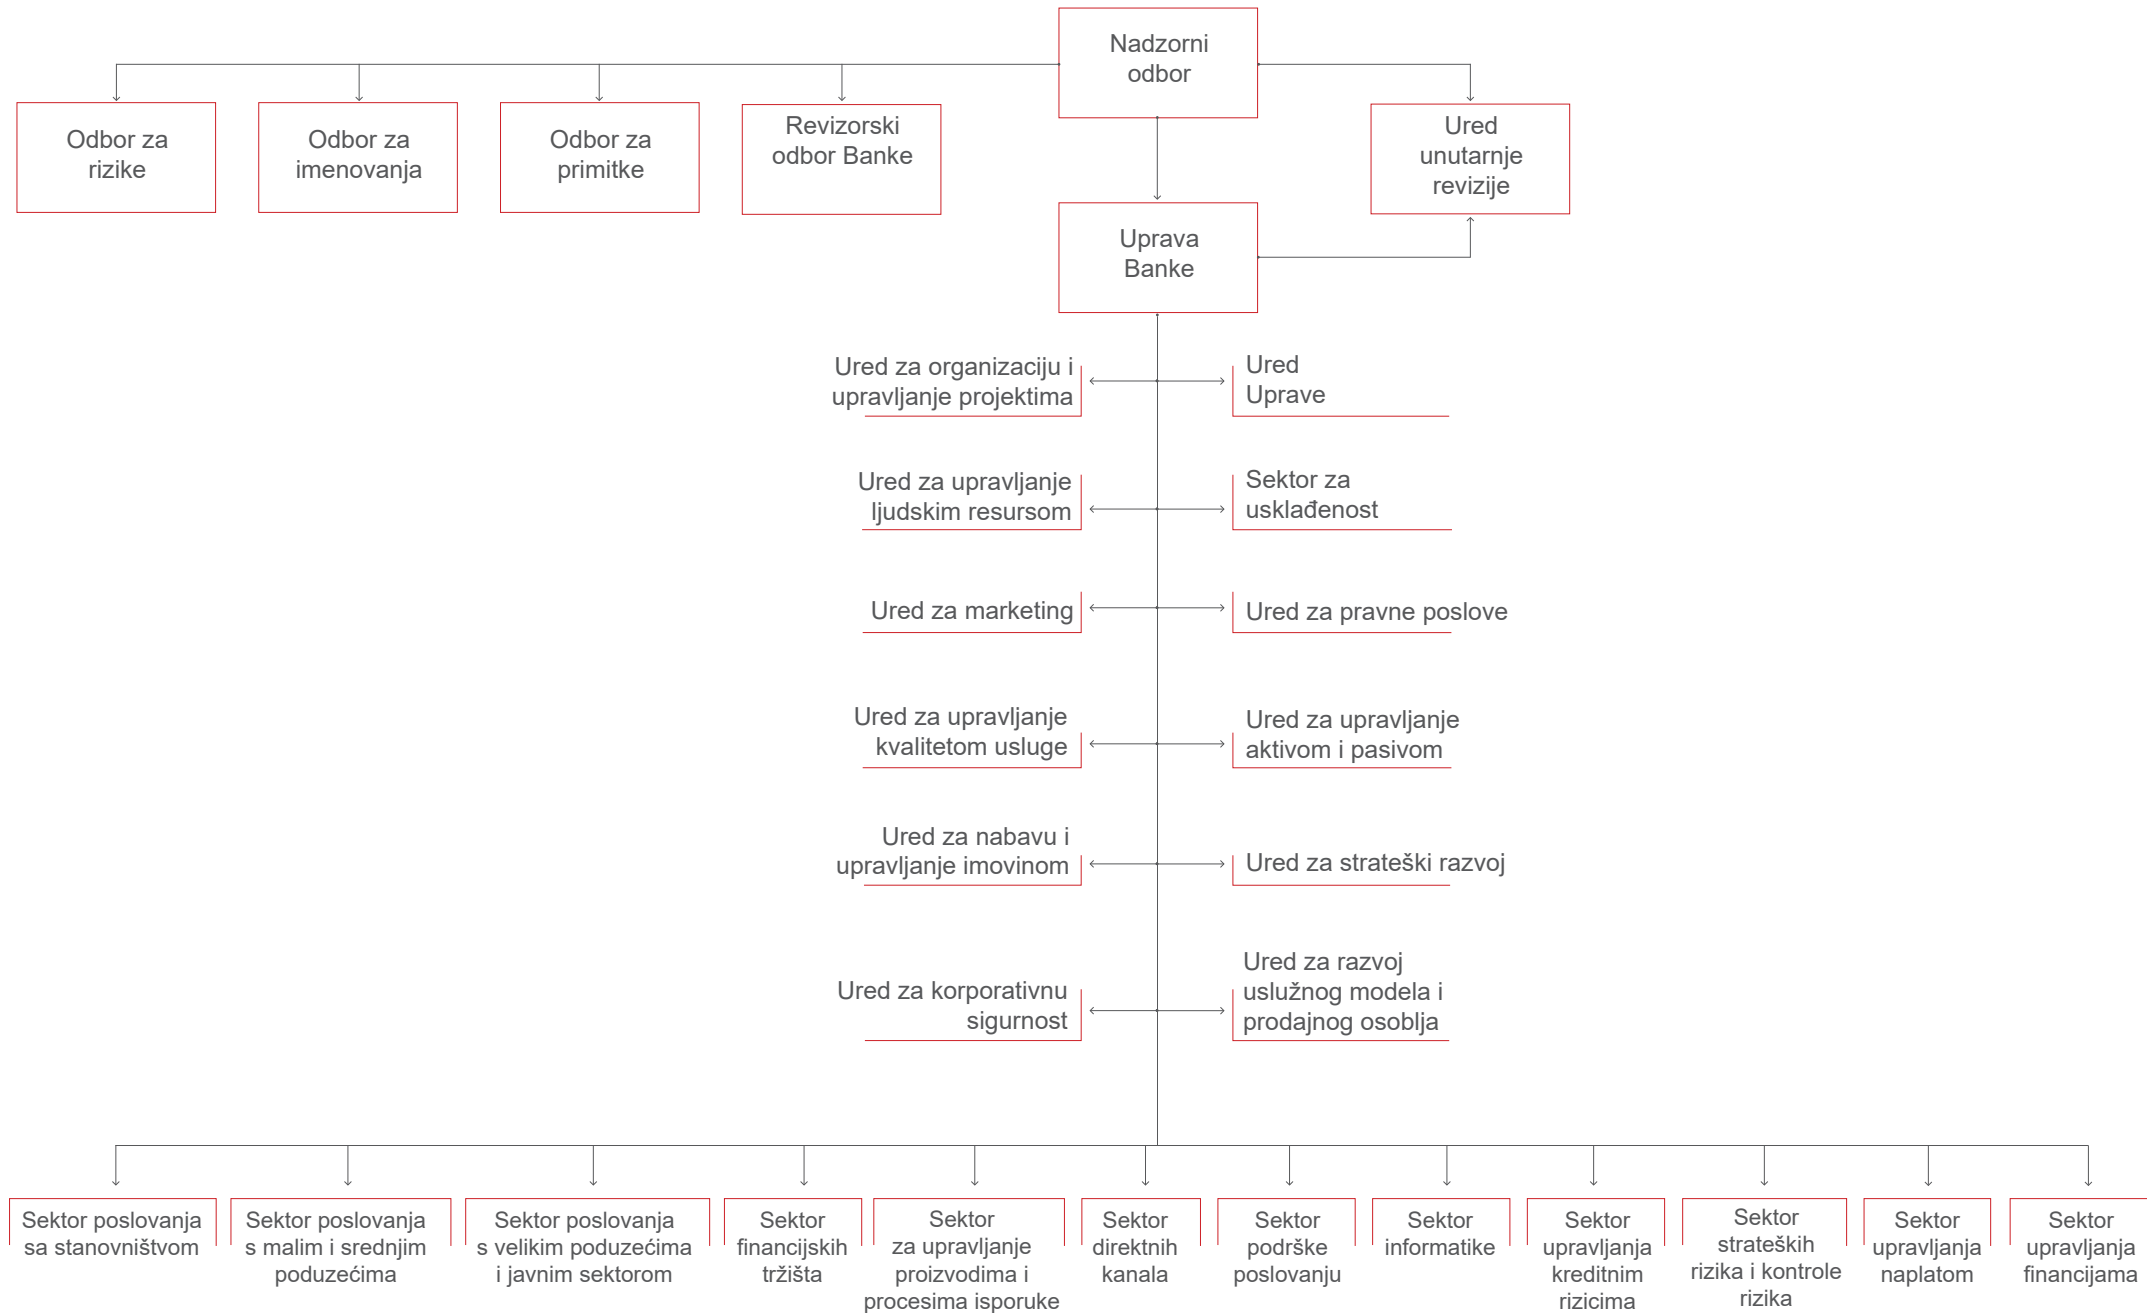 Nadzorni
odbor
Odbor za
rizike
Odbor za
imenovanja
Odbor za
primitke
Revizorski
odbor Banke
Ured
unutarnje
revizije
Uprava
Banke
Ured za organizaciju i
upravljanje projektima
Ured
Uprave
Ured za upravljanje
ljudskim resursom
Sektor za
usklađenost
Ured za marketing
Ured za pravne poslove
Ured za upravljanje
kvalitetom usluge
Ured za upravljanje
aktivom i pasivom
Ured za nabavu i
upravljanje imovinom
Ured za strateški razvoj
Ured za korporativnu
sigurnost
Ured za razvoj
uslužnog modela i
prodajnog osoblja
Sektor poslovanja
sa stanovništvom
Sektor poslovanja
s malim i srednjim
poduzećima
Sektor poslovanja
s velikim poduzećima
i javnim sektorom
Sektor
financijskih
tržišta
Sektor
za upravljanje
proizvodima i
procesima isporuke
Sektor
direktnih
kanala
Sektor
podrške
poslovanju
Sektor
informatike
Sektor
upravljanja
kreditnim
rizicima
Sektor
strateških
rizika i kontrole
rizika
Sektor
upravljanja
naplatom
Sektor
upravljanja
financijama